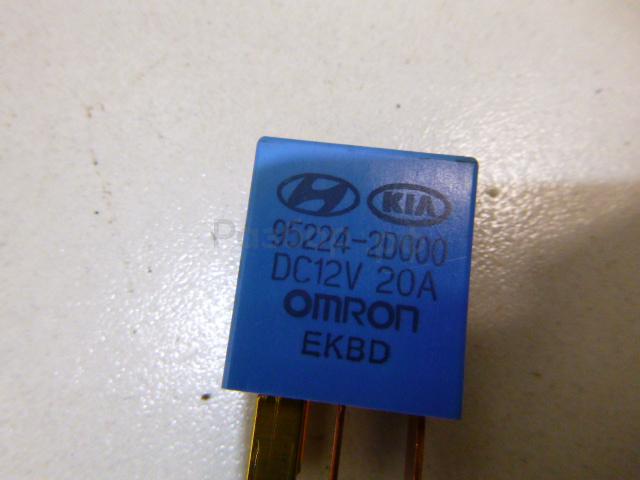 KIA
95224-2D000
DC12V 20A
OMRON
EKBD